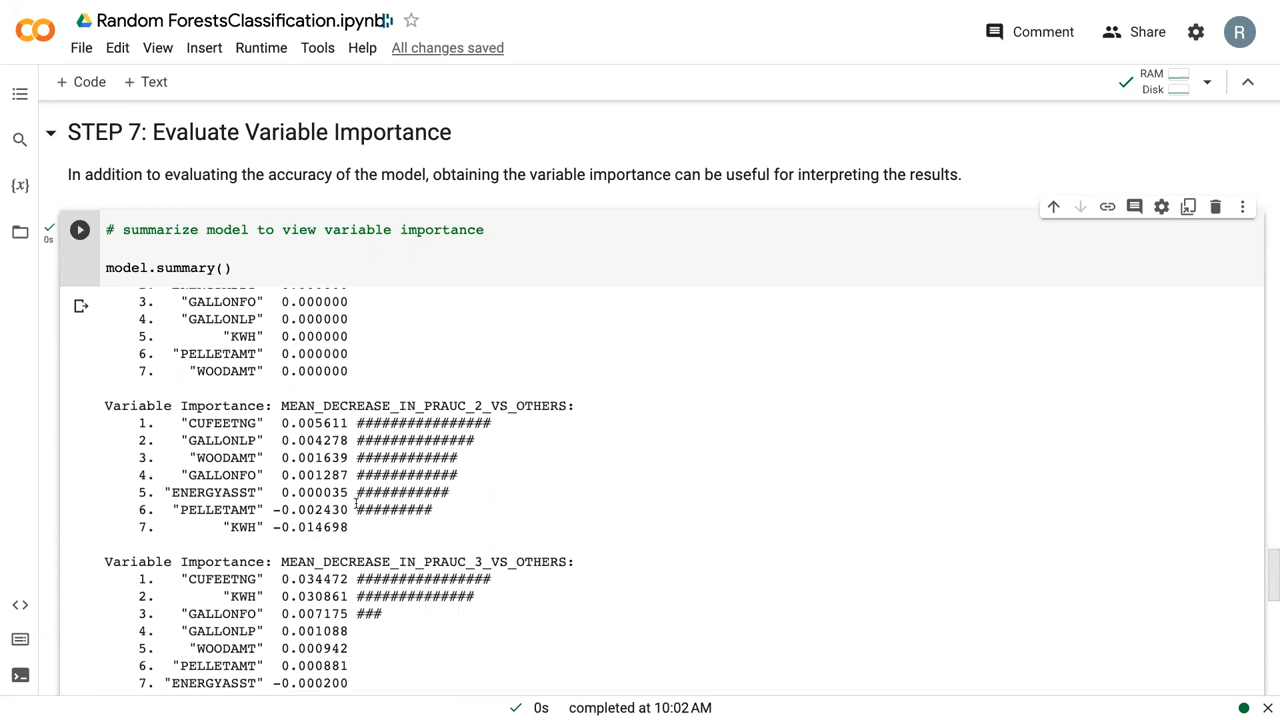 Random ForestsClassification.ipynb
File Edit View Insert Runtime Tools Help All changes saved
Comment Share R
+ Code + Text
RAM
Disk
STEP 7: Evaluate Variable Importance
In addition to evaluating the accuracy of the model, obtaining the variable importance can be useful for interpreting the results.
0s
# summarize model to view variable importance
model.summary()
3. "GALLONFO" 0.000000
4. "GALLONLP" 0.000000
5. "KWH" 0.000000
6. "PELLETAMT" 0.000000
7. "WOODAMT" 0.000000
Variable Importance: MEAN_DECREASE_IN_PRAUC_2_VS_OTHERS:
1. "CUFEETNG" 0.005611 ################
2. "GALLONLP" 0.004278 ##############
3. "WOODAMT" 0.001639 ############
4. "GALLONFO" 0.001287 ############
5. "ENERGYASST" 0.000035 ###########
6. "PELLETAMT" -0.002430 #########
7. "KWH" -0.014698
Variable Importance: MEAN_DECREASE_IN_PRAUC_3_VS_OTHERS:
1. "CUFEETNG" 0.034472 ################
2. "KWH" 0.030861 ##############
3. "GALLONFO" 0.007175 ###
4. "GALLONLP" 0.001088
5. "WOODAMT" 0.000942
6. "PELLETAMT" 0.000881
7. "ENERGYASST" -0.000200
0s completed at 10:02 AM